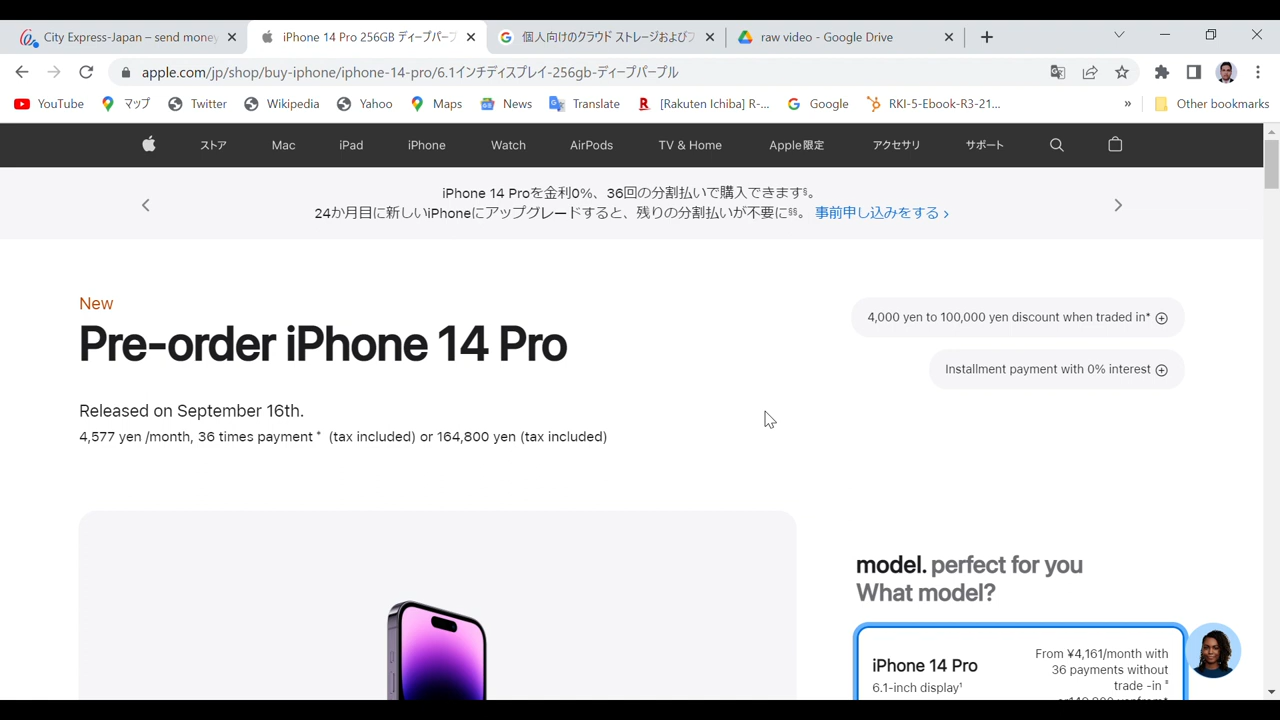 City Express-Japan – send money
iPhone 14 Pro 256GB ディープパープ
個人向けのクラウド ストレージおよびフ
raw video - Google Drive
apple.com/jp/shop/buy-iphone/iphone-14-pro/6.1インチディスプレイ-256gb-ディープパープル
YouTube マップ Twitter Wikipedia Yahoo Maps News Translate [Rakuten Ichiba] R-... Google RKI-5-Ebook-R3-21... » Other bookmarks
ストア Mac iPad iPhone Watch AirPods TV & Home Apple限定 アクセサリ サポート
iPhone 14 Proを金利0%、36回の分割払いで購入できます§。
24か月目に新しいiPhoneにアップグレードすると、残りの分割払いが不要に§§。 事前申し込みをする ›
New
Pre-order iPhone 14 Pro
4,000 yen to 100,000 yen discount when traded in*
Installment payment with 0% interest
Released on September 16th.
4,577 yen /month, 36 times payment * (tax included) or 164,800 yen (tax included)
model. perfect for you
What model?
iPhone 14 Pro
6.1-inch display¹
From ¥4,161/month with
36 payments without
trade -in